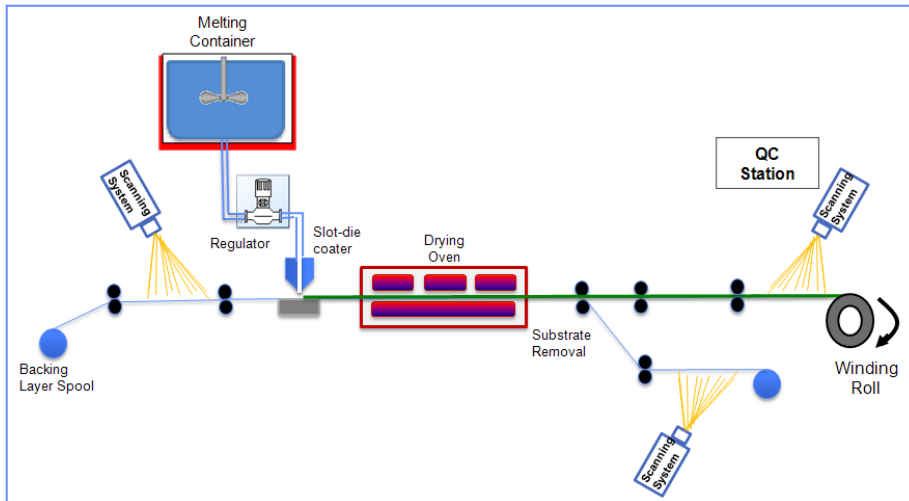 Melting
Container
Scanning
System
Regulator
Slot-die
coater
Drying
Oven
QC
Station
Scanning
System
Backing
Layer Spool
Substrate
Removal
Scanning
System
Winding
Roll